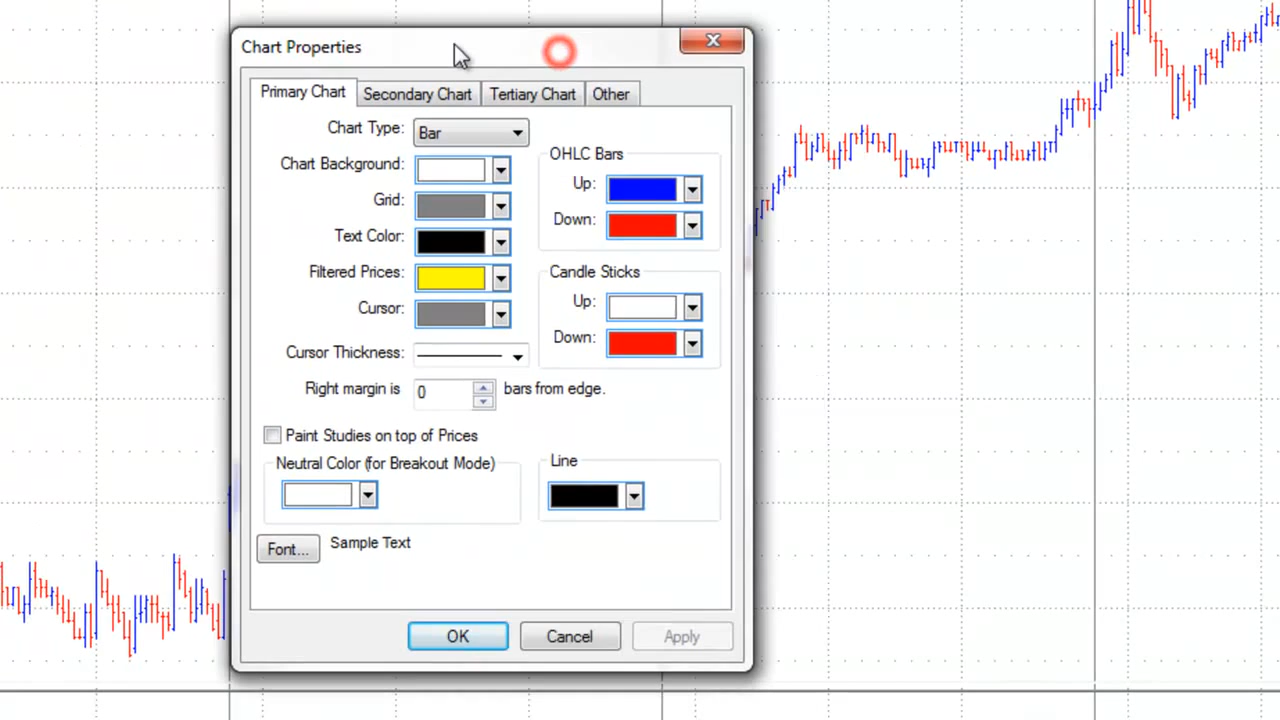 Chart Properties
Primary Chart Secondary Chart Tertiary Chart Other
Chart Type: Bar
Chart Background:
Grid:
Text Color:
Filtered Prices:
Cursor:
Cursor Thickness:
Right margin is 0 bars from edge.
OHLC Bars
Up:
Down:
Candle Sticks
Up:
Down:
Paint Studies on top of Prices
Neutral Color (for Breakout Mode)
Line
Font... Sample Text
OK Cancel Apply